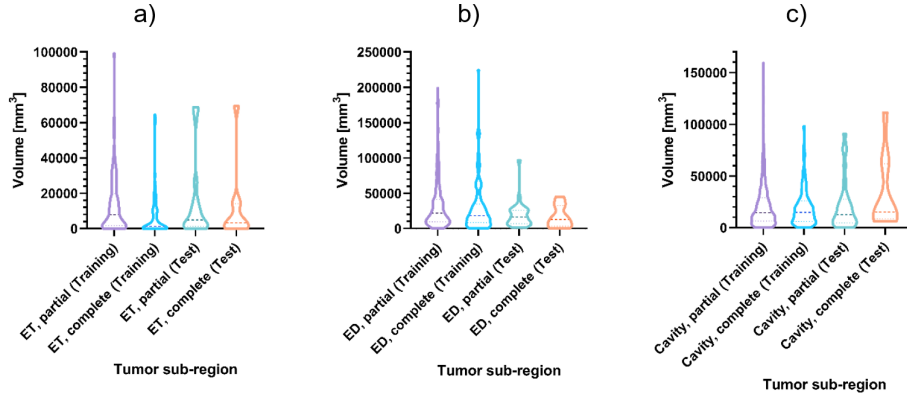 a)
Volume [mm³]
100000
80000
60000
40000
20000
0
ET, partial (Training)
ET, complete (Training)
ET, partial (Test)
ET, complete (Test)
Tumor sub-region
b)
Volume [mm³]
250000
200000
150000
100000
50000
0
ED, partial (Training)
ED, complete (Training)
ED, partial (Test)
ED, complete (Test)
Tumor sub-region
c)
Volume [mm³]
150000
100000
50000
0
Cavity, partial (Training)
Cavity, complete (Training)
Cavity, partial (Test)
Cavity, complete (Test)
Tumor sub-region